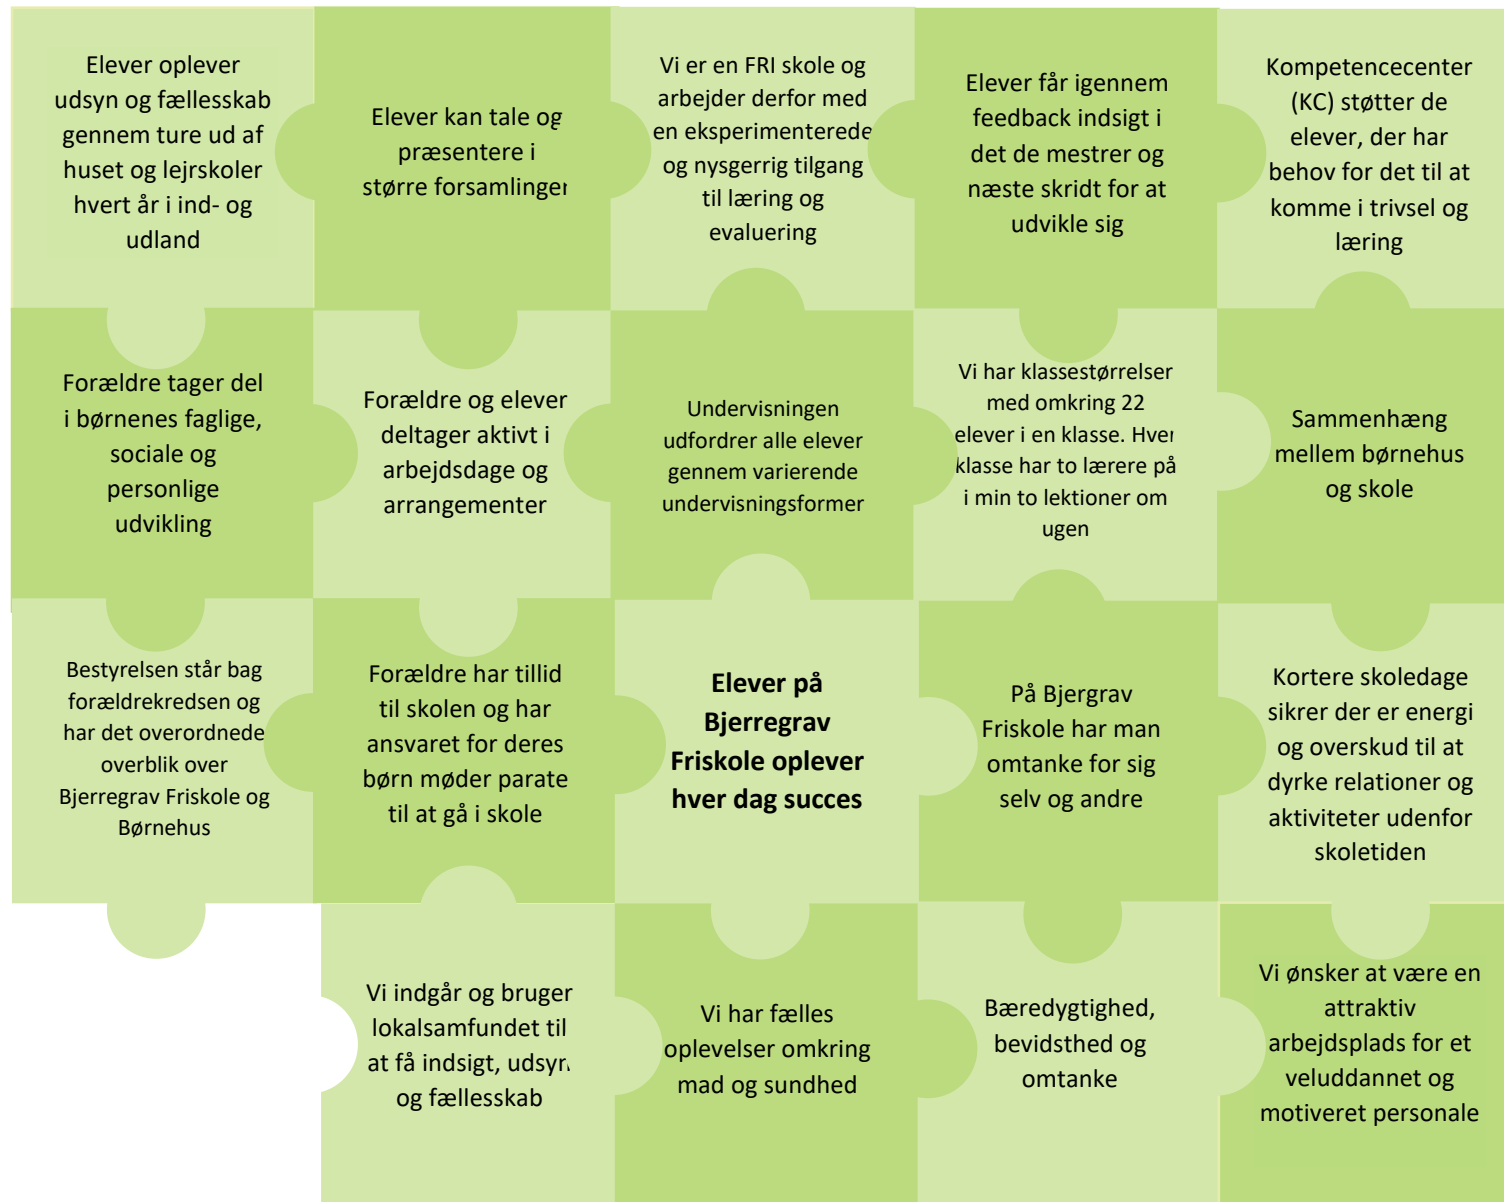 Elever oplever
udsyn og fællesskab
gennem ture ud af
huset og lejrskoler
hvert år i ind- og
udland
Elever kan tale og
præsentere i
større forsamlinger
Vi er en FRI skole og
arbejder derfor med
en eksperimenterede
og nysgerrig tilgang
til læring og
evaluering
Elever får igennem
feedback indsigt i
det de mestrer og
næste skridt for at
udvikle sig
Kompetencecenter
(KC) støtter de
elever, der har
behov for det til at
komme i trivsel og
læring
Forældre tager del
i børnenes faglige,
sociale og
personlige
udvikling
Forældre og elever
deltager aktivt i
arbejdsdage og
arrangementer
Undervisningen
udfordrer alle elever
gennem varierende
undervisningsformer
Vi har klassestørrelser
med omkring 22
elever i en klasse. Hver
klasse har to lærere på
i min to lektioner om
ugen
Sammenhæng
mellem børnehus
og skole
Bestyrelsen står bag
forældrekredsen og
har det overordnede
overblik over
Bjerregrav Friskole og
Børnehus
Forældre har tillid
til skolen og har
ansvaret for deres
børn møder parate
til at gå i skole
Elever på
Bjerregrav
Friskole oplever
hver dag succes
På Bjergrav
Friskole har man
omtanke for sig
selv og andre
Kortere skoledage
sikrer der er energi
og overskud til at
dyrke relationer og
aktiviteter udenfor
skoletiden
Vi indgår og bruger
lokalsamfundet til
at få indsigt, udsyn
og fællesskab
Vi har fælles
oplevelser omkring
mad og sundhed
Bæredygtighed,
bevidsthed og
omtanke
Vi ønsker at være en
attraktiv
arbejdsplads for et
veluddannet og
motiveret personale